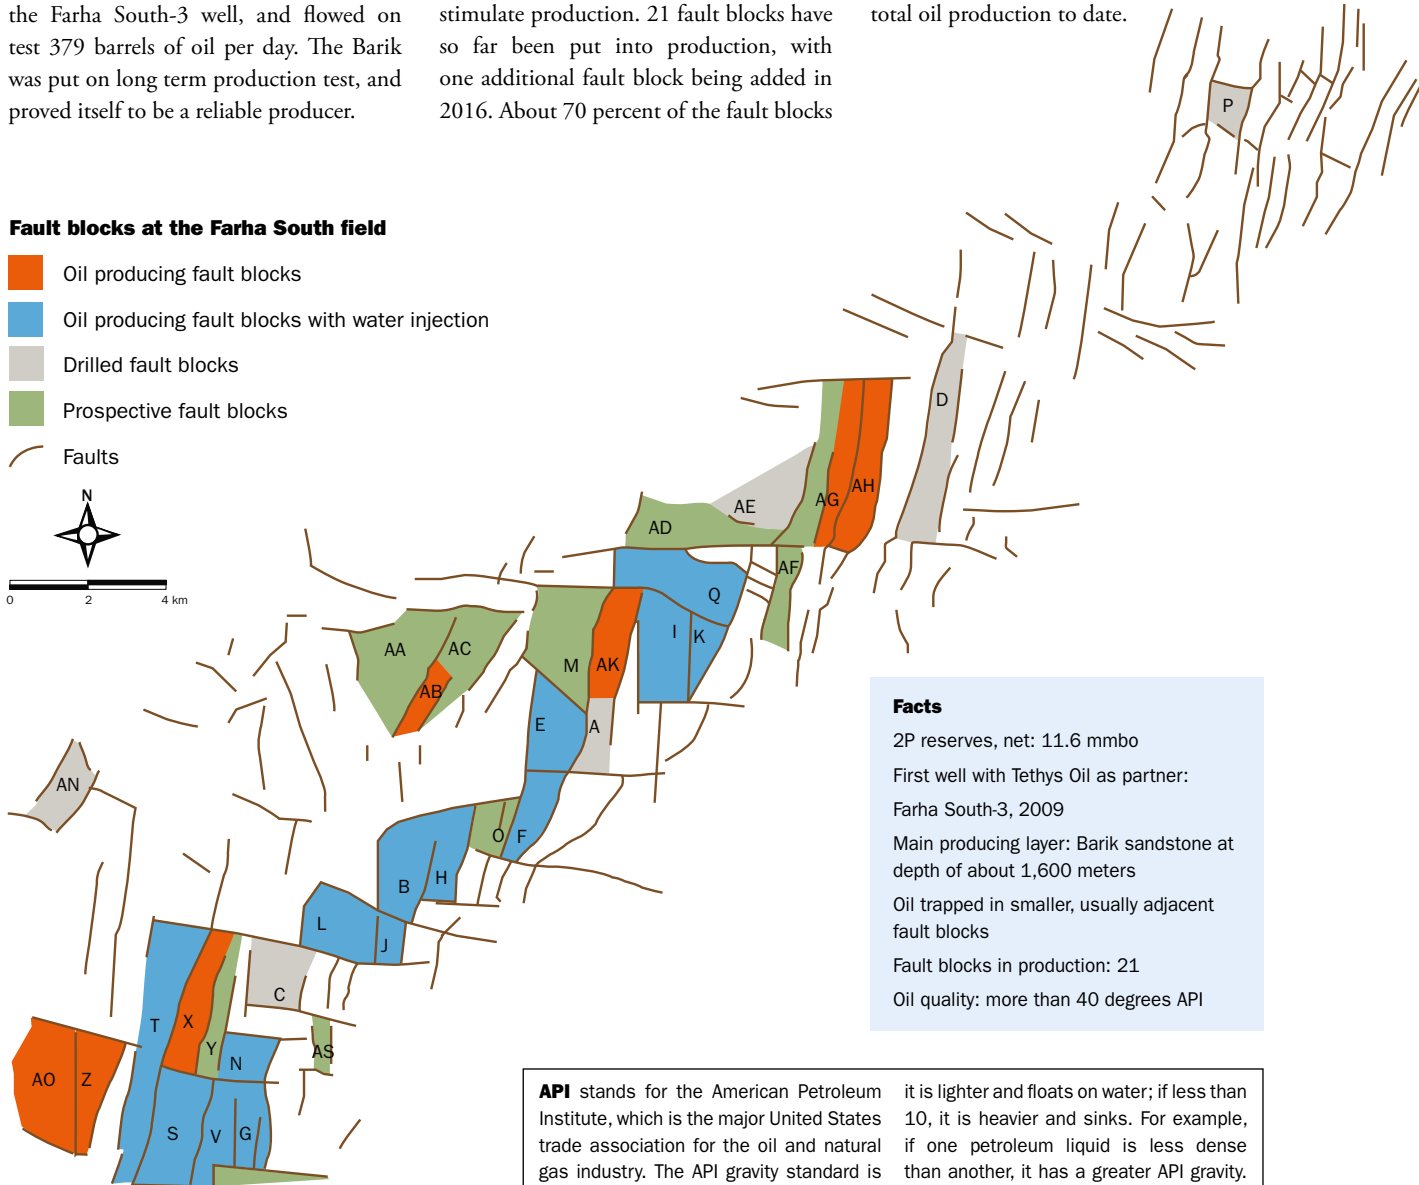 the Farha South-3 well, and flowed on
test 379 barrels of oil per day. The Barik
was put on long term production test, and
proved itself to be a reliable producer.
stimulate production. 21 fault blocks have
so far been put into production, with
one additional fault block being added in
2016. About 70 percent of the fault blocks
total oil production to date.
Fault blocks at the Farha South field
Oil producing fault blocks
Oil producing fault blocks with water injection
Drilled fault blocks
Prospective fault blocks
Faults
N
0 2 4 km
P
D
AH
AG
AE
AD
AF
Q
I
K
AA
AC
AB
M
AK
E
A
AN
O
F
B
H
L
J
C
T
X
Y
N
AS
AO
Z
S
V
G
Facts
2P reserves, net: 11.6 mmbo
First well with Tethys Oil as partner:
Farha South-3, 2009
Main producing layer: Barik sandstone at
depth of about 1,600 meters
Oil trapped in smaller, usually adjacent
fault blocks
Fault blocks in production: 21
Oil quality: more than 40 degrees API
API stands for the American Petroleum
Institute, which is the major United States
trade association for the oil and natural
gas industry. The API gravity standard is
it is lighter and floats on water; if less than
10, it is heavier and sinks. For example,
if one petroleum liquid is less dense
than another, it has a greater API gravity.